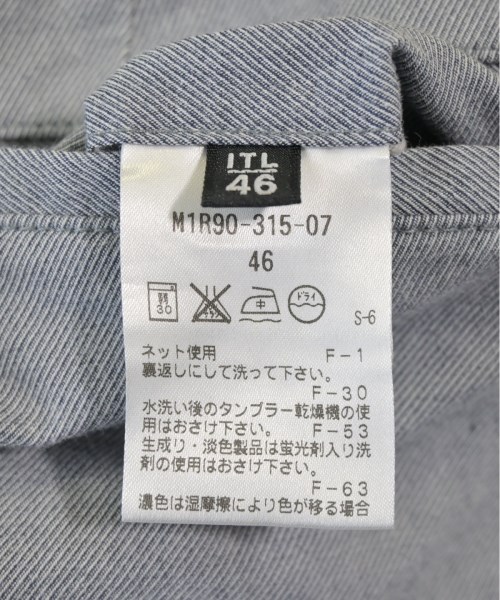 ITL
46
M1R90-315-07
46
弱
30
中
ドライ
S-6
ネット使用 F-1
裏返しにして洗って下さい。
F-30
水洗い後のタンブラー乾燥機の使
用はおさけ下さい。 F-53
生成り・淡色製品は蛍光剤入り洗
剤の使用はおさけ下さい。
F-63
濃色は湿摩擦により色が移る場合